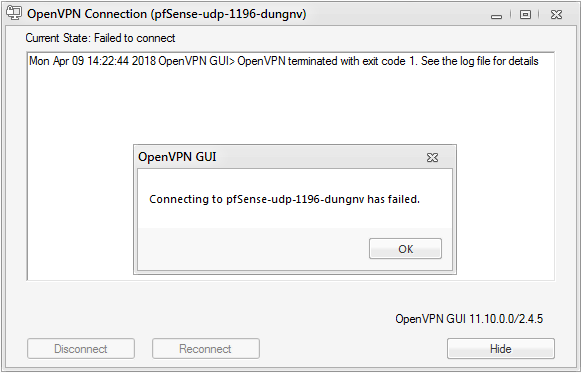 OpenVPN Connection (pfSense-udp-1196-dungnv)
Current State: Failed to connect
Mon Apr 09 14:22:44 2018 OpenVPN GUI> OpenVPN terminated with exit code 1. See the log file for details
OpenVPN GUI
Connecting to pfSense-udp-1196-dungnv has failed.
OK
OpenVPN GUI 11.10.0.0/2.4.5
Disconnect
Reconnect
Hide